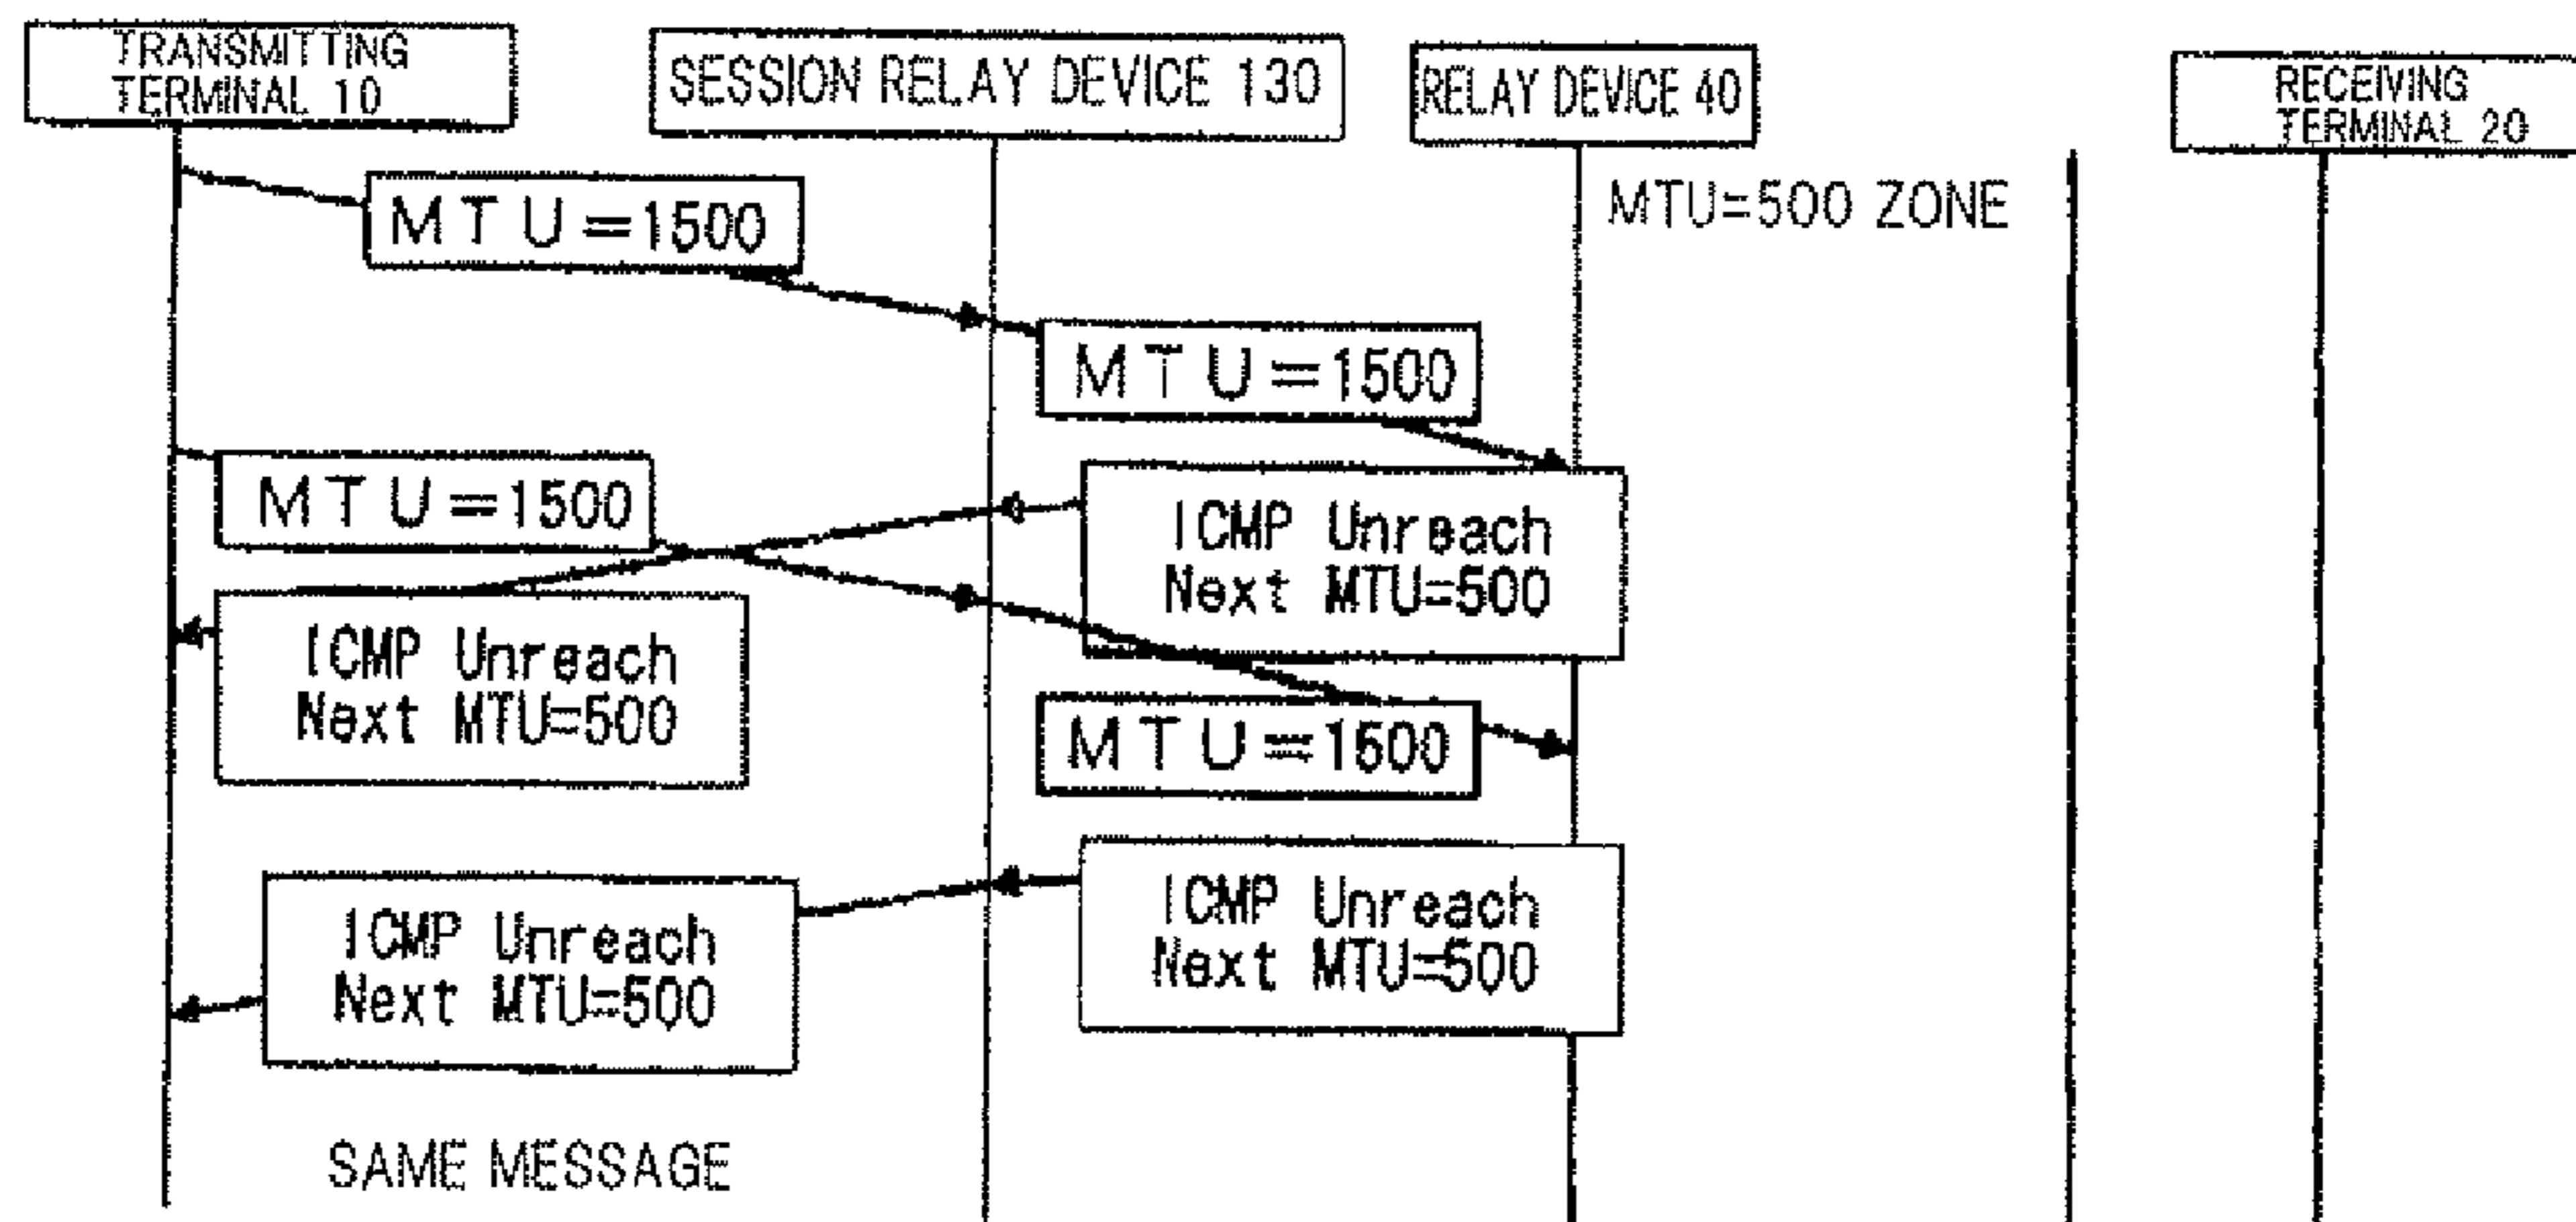 TRANSMITTING
TERMINAL 10
SESSION RELAY DEVICE 130
RELAY DEVICE 40
RECEIVING
TERMINAL 20
MTU=1500
MTU=500 ZONE
MTU=1500
MTU=1500
ICMP Unreach
Next MTU=500
ICMP Unreach
Next MTU=500
MTU=1500
ICMP Unreach
Next MTU=500
ICMP Unreach
Next MTU=500
SAME MESSAGE